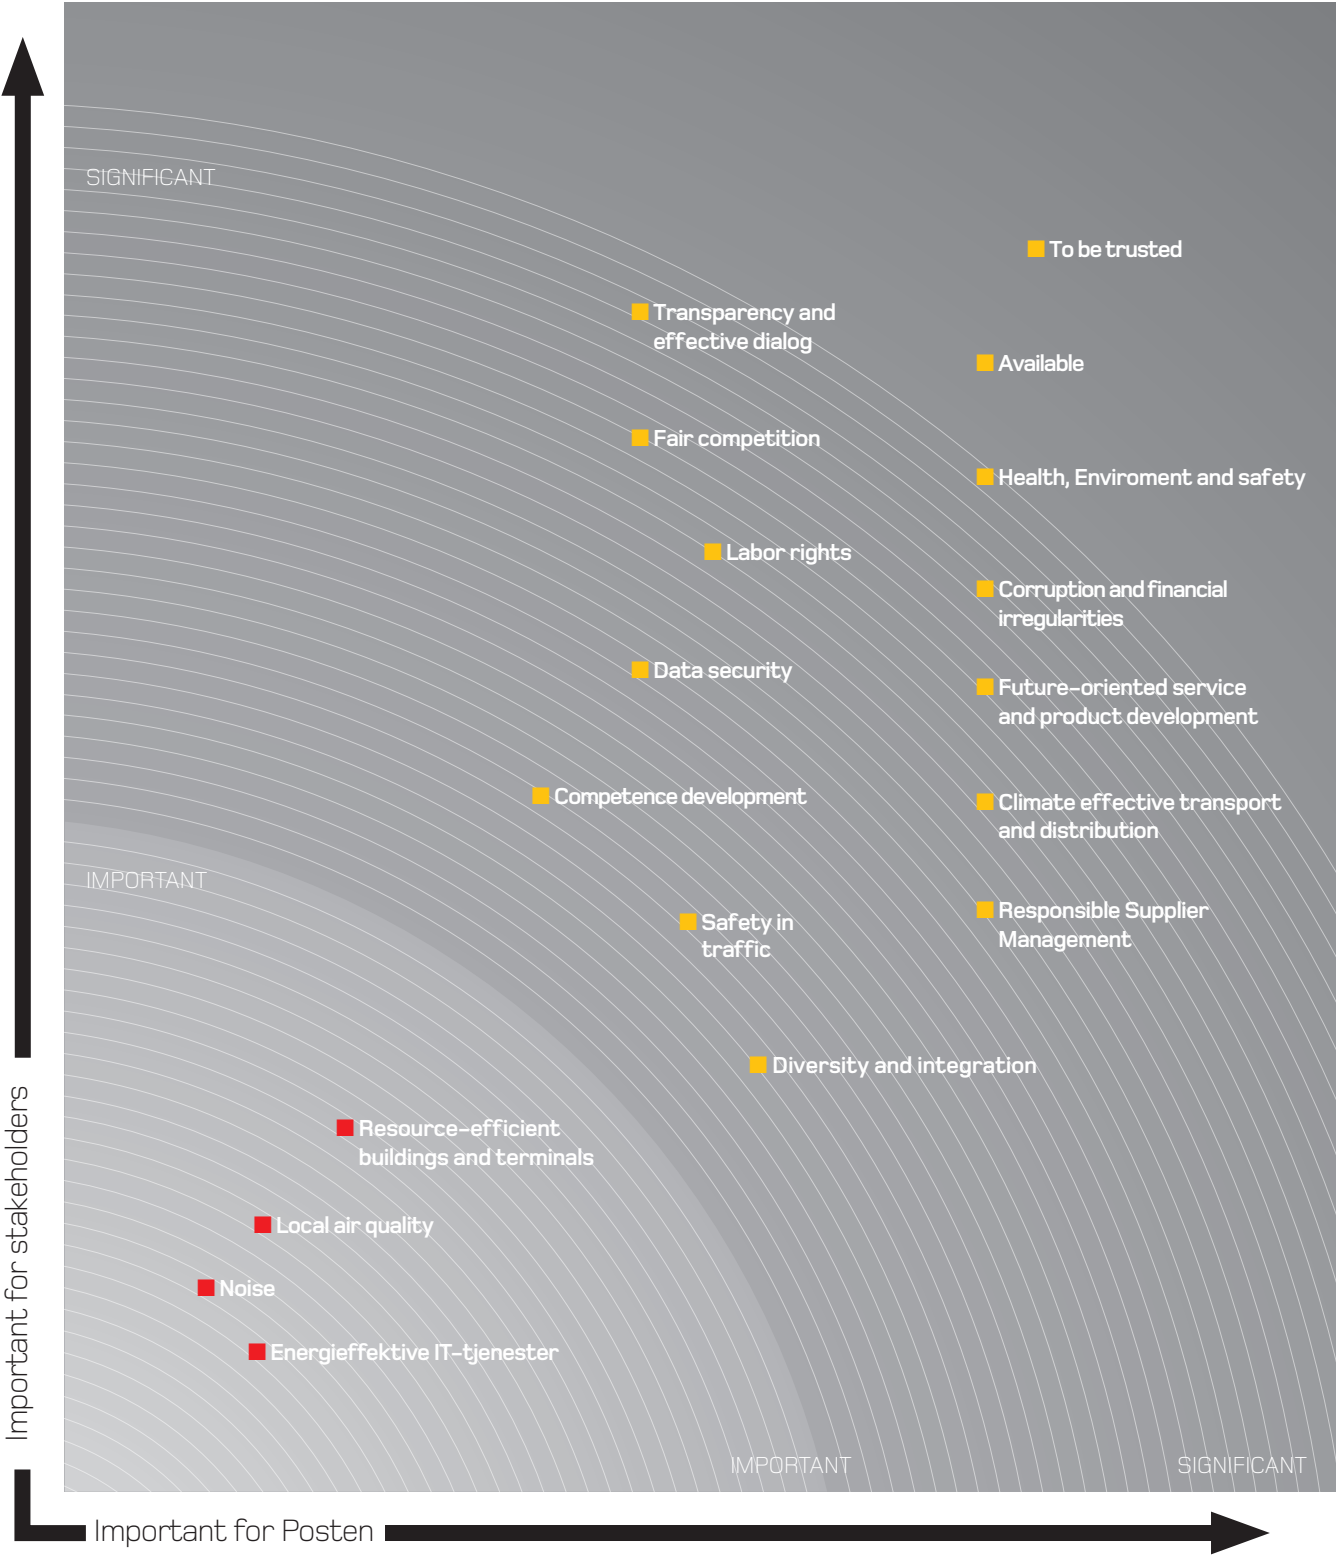 SIGNIFICANT
To be trusted
Transparency and
effective dialog
Available
Fair competition
Health, Enviroment and safety
Labor rights
Corruption and financial
irregularities
Data security
Future-oriented service
and product development
Competence development
Climate effective transport
and distribution
IMPORTANT
Safety in
traffic
Responsible Supplier
Management
Diversity and integration
Resource-efficient
buildings and terminals
Local air quality
Noise
Energieffektive IT-tjenester
Important for stakeholders
IMPORTANT
SIGNIFICANT
Important for Posten